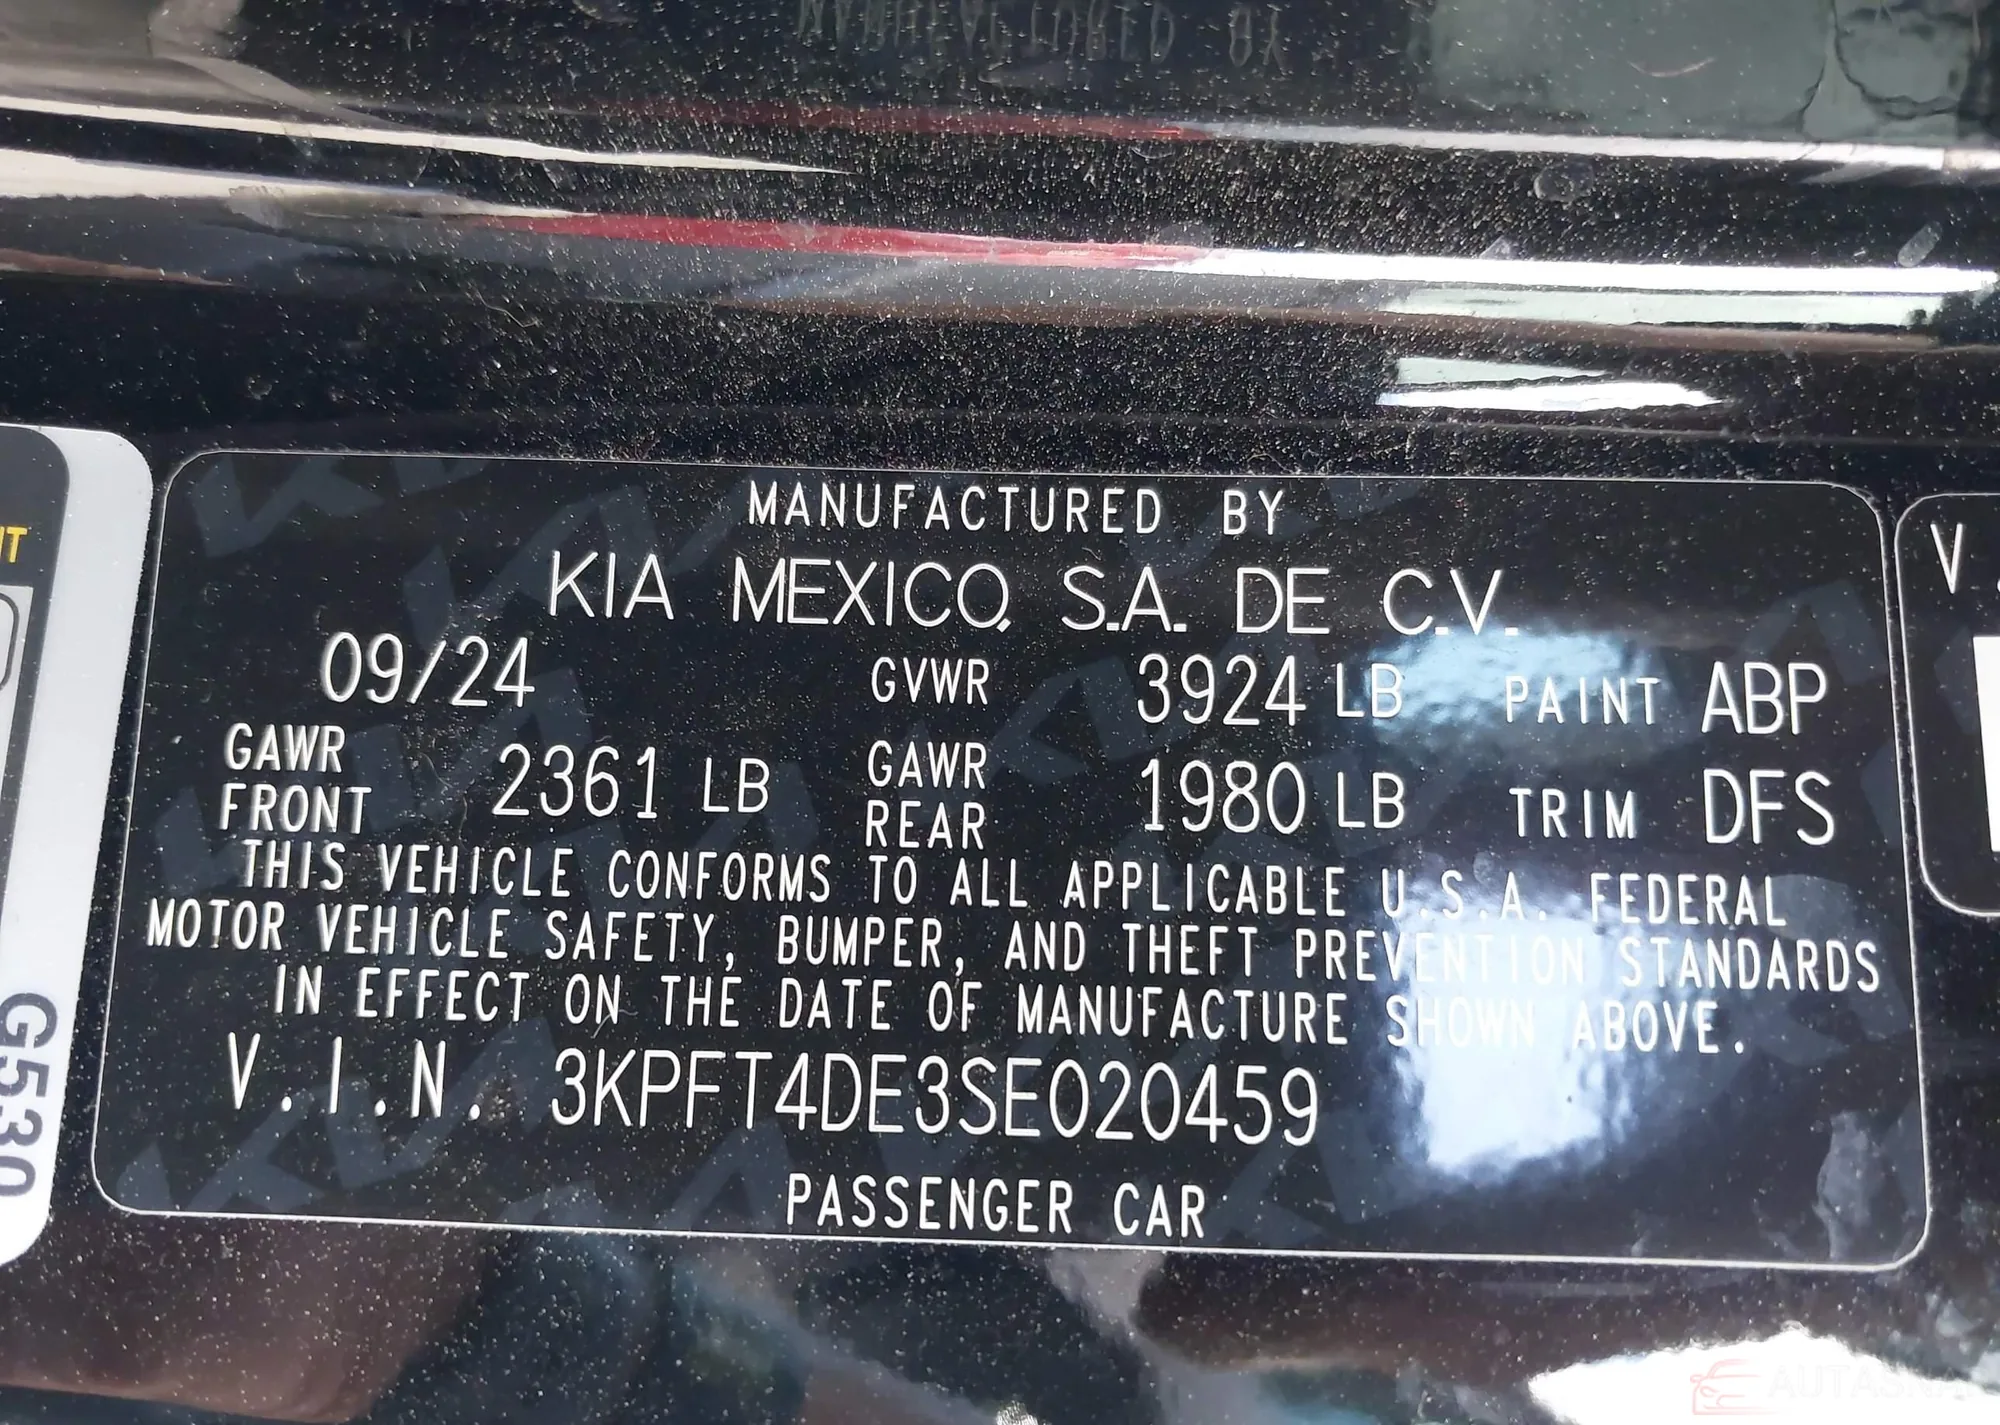 MANUFACTURED BY
KIA MEXICO, S.A. DE C.V.
09/24 GVWR 3924 LB PAINT ABP
GAWR FRONT 2361 LB GAWR REAR 1980 LB TRIM DFS
THIS VEHICLE CONFORMS TO ALL APPLICABLE U.S.A. FEDERAL
MOTOR VEHICLE SAFETY, BUMPER, AND THEFT PREVENTION STANDARDS
IN EFFECT ON THE DATE OF MANUFACTURE SHOWN ABOVE.
V.I.N. 3KPFT4DE3SE020459
PASSENGER CAR
G530
IT
V.